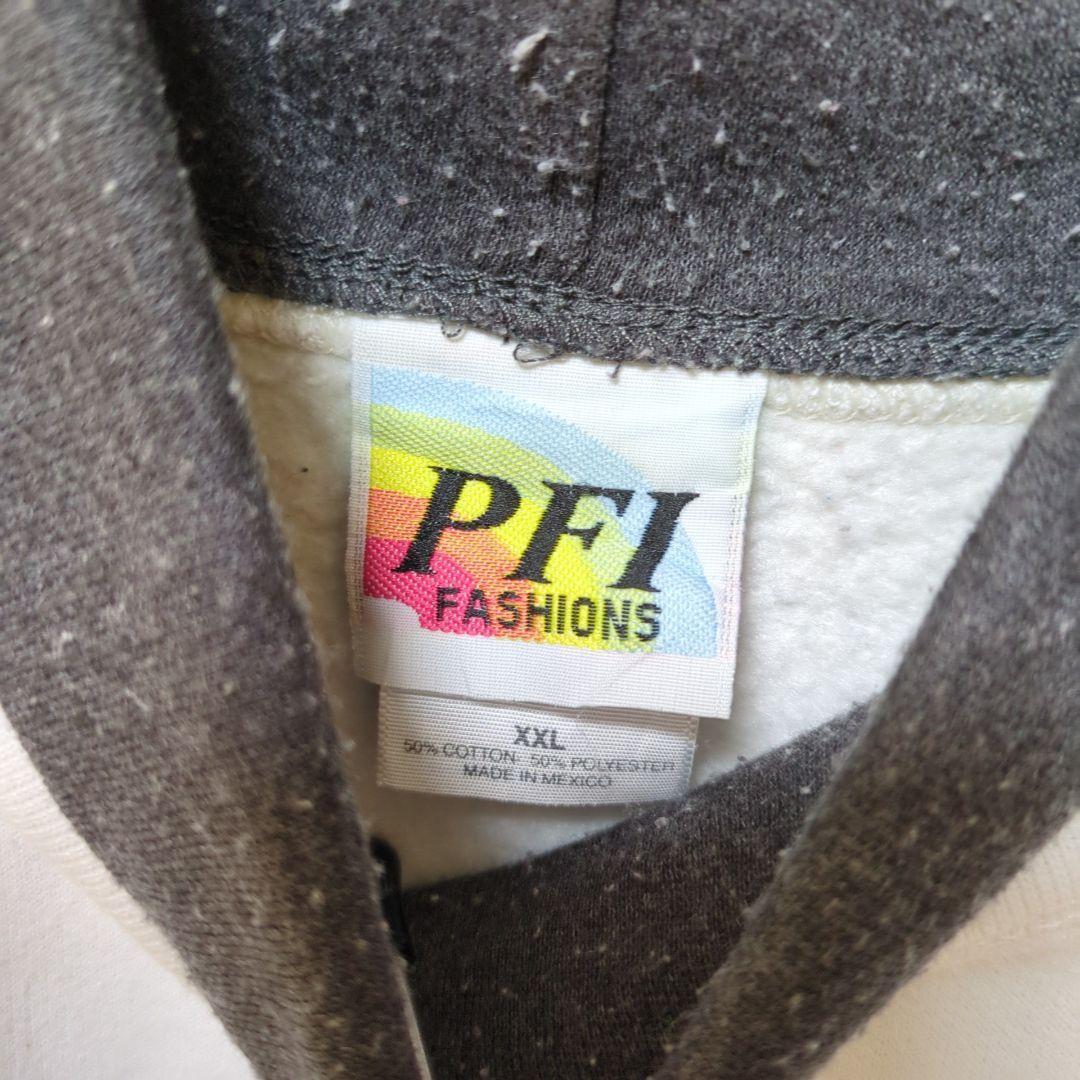 PFI
FASHIONS
XXL
50% COTTON 50% POLYESTER
MADE IN MEXICO